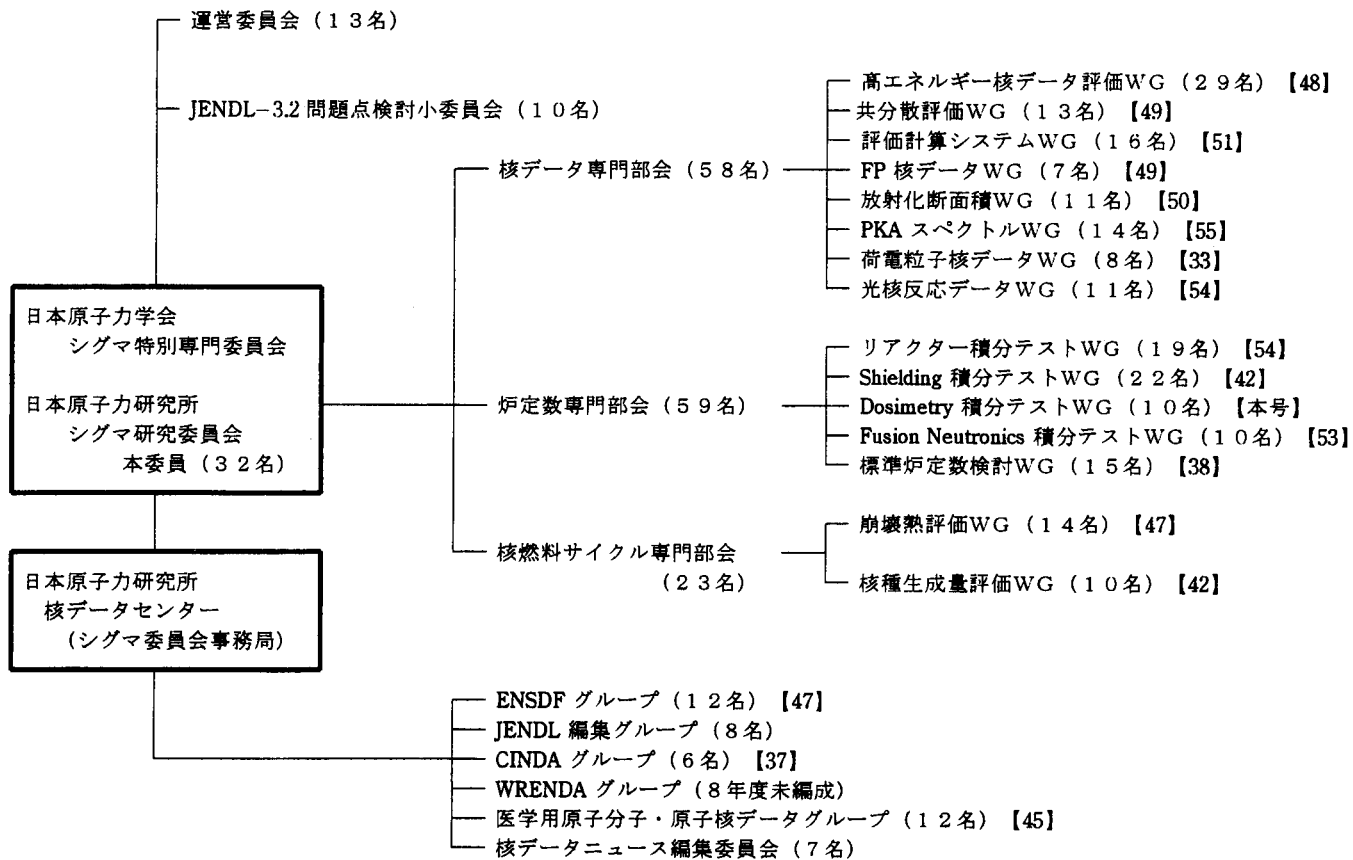 運営委員会（１３名）
JENDL-3.2 問題点検討小委員会（１０名）
核データ専門部会（５８名）
高エネルギー核データ評価ＷＧ（２９名）【48】
共分散評価ＷＧ（１３名）【49】
評価計算システムＷＧ（１６名）【51】
FP 核データＷＧ（７名）【49】
放射化断面積ＷＧ（１１名）【50】
PKA スペクトルＷＧ（１４名）【55】
荷電粒子核データＷＧ（８名）【33】
光核反応データＷＧ（１１名）【54】
日本原子力学会
シグマ特別専門委員会
日本原子力研究所
シグマ研究委員会
本委員（３２名）
炉定数専門部会（５９名）
リアクター積分テストＷＧ（１９名）【54】
Shielding 積分テストＷＧ（２２名）【42】
Dosimetry 積分テストＷＧ（１０名）【本号】
Fusion Neutronics 積分テストＷＧ（１０名）【53】
標準炉定数検討ＷＧ（１５名）【38】
核燃料サイクル専門部会
（２３名）
崩壊熱評価ＷＧ（１４名）【47】
核種生成量評価ＷＧ（１０名）【42】
日本原子力研究所
核データセンター
（シグマ委員会事務局）
ENSDF グループ（１２名）【47】
JENDL 編集グループ（８名）
CINDA グループ（６名）【37】
WRENDA グループ（８年度未編成）
医学用原子分子・原子核データグループ（１２名）【45】
核データニュース編集委員会（７名）